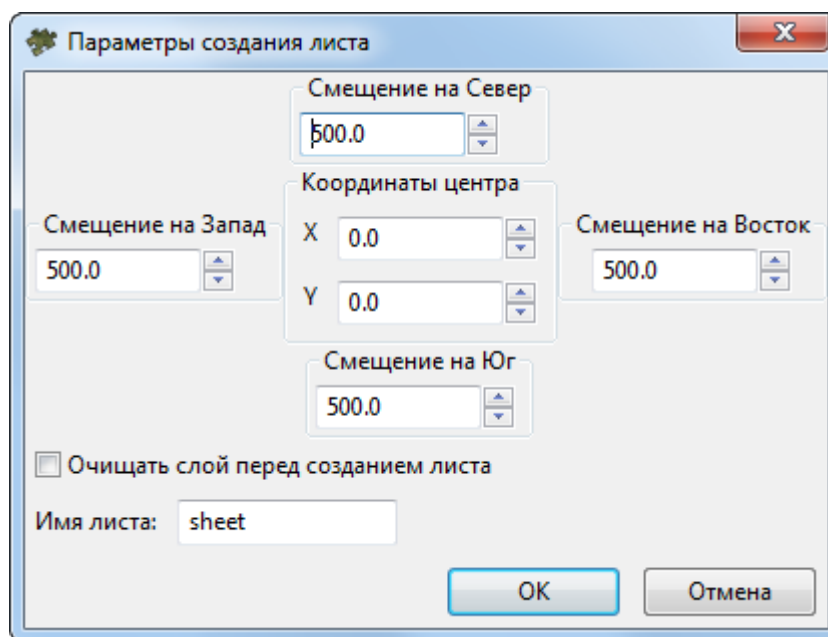 Параметры создания листа
Смещение на Север
500.0
Координаты центра
Смещение на Запад
X 0.0
Смещение на Восток
500.0
500.0
Y 0.0
Смещение на Юг
500.0
Очищать слой перед созданием листа
Имя листа: sheet
ОК Отмена